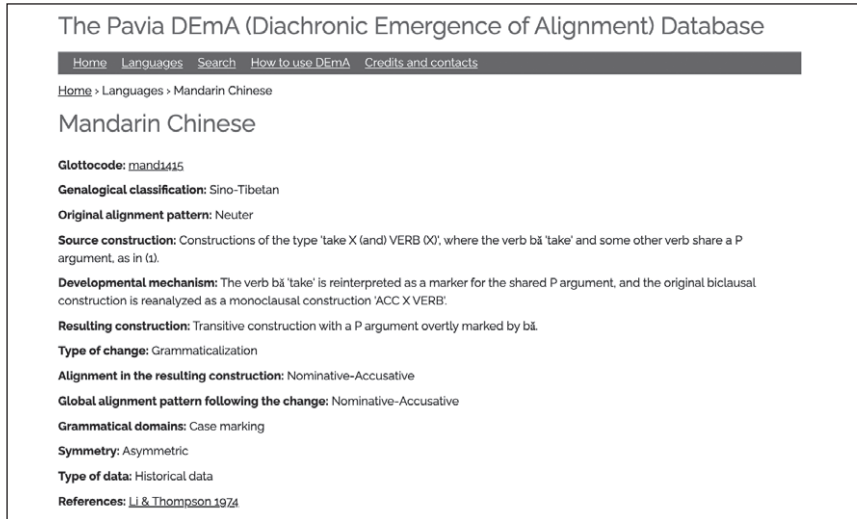 The Pavia DEmA (Diachronic Emergence of Alignment) Database
Home Languages Search How to use DEmA Credits and contacts
Home › Languages › Mandarin Chinese
Mandarin Chinese
Glottocode: mand1415
Genalogical classification: Sino-Tibetan
Original alignment pattern: Neuter
Source construction: Constructions of the type 'take X (and) VERB (X)', where the verb bǎ 'take' and some other verb share a P
argument, as in (1).
Developmental mechanism: The verb bǎ 'take' is reinterpreted as a marker for the shared P argument, and the original biclausal
construction is reanalyzed as a monoclausal construction 'ACC X VERB'.
Resulting construction: Transitive construction with a P argument overtly marked by bǎ.
Type of change: Grammaticalization
Alignment in the resulting construction: Nominative-Accusative
Global alignment pattern following the change: Nominative-Accusative
Grammatical domains: Case marking
Symmetry: Asymmetric
Type of data: Historical data
References: Li & Thompson 1974